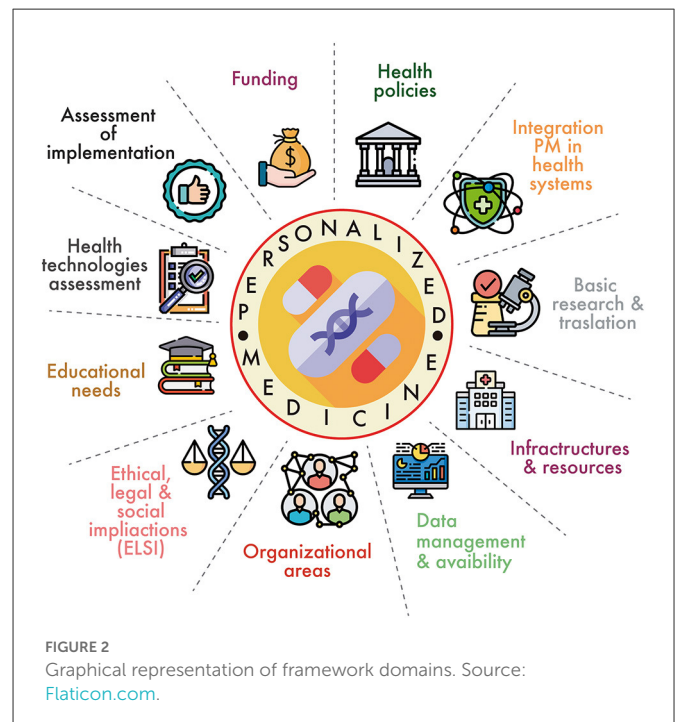 Funding
Health
policies
Integration
PM in
health
systems
Basic
research &
traslation
Infractructures
& resources
Data
management
& avaibility
Organizational
areas
Ethical,
legal &
social
impliactions
(ELSI)
Educational
needs
Health
technologies
assessment
Assessment
of
implementation
PERSONALIZED
MEDICINE
$
FIGURE 2
Graphical representation of framework domains. Source:
Flaticon.com.